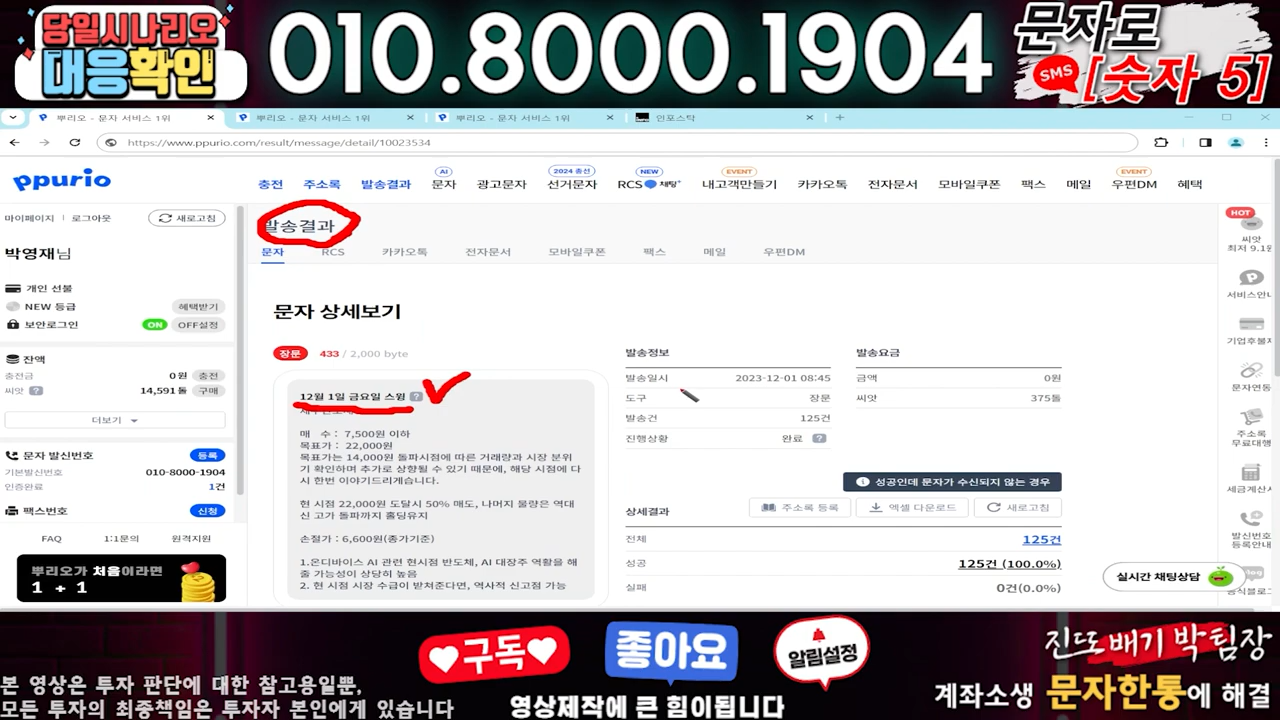 당일시나리오
대응확인
010.8000.1904
문자로
SMS
[숫자 5]
뿌리오 - 문자 서비스 1위
뿌리오 - 문자 서비스 1위
뿌리오 - 문자 서비스 1위
인포스탁
https://www.ppurio.com/result/message/detail/10023534
ppurio
충전
주소록
발송결과
AI
문자
광고문자
2024 총선
선거문자
NEW
RCS 채팅+
EVENT
내고객만들기
카카오톡
전자문서
모바일쿠폰
팩스
메일
EVENT
우편DM
혜택
마이페이지 | 로그아웃
새로고침
박영재님
개인 선불
NEW 등급 혜택받기
보안로그인 ON OFF설정
잔액
충전금 0원 충전
씨앗 ? 14,591톨 구매
더보기
문자 발신번호 등록
기본발신번호 010-8000-1904
인증완료 1건
팩스번호 신청
FAQ 1:1문의 원격지원
뿌리오가 처음이라면
1 + 1
발송결과
문자 RCS 카카오톡 전자문서 모바일쿠폰 팩스 메일 우편DM
문자 상세보기
장문 433 / 2,000 byte
12월 1일 금요일 스윙 ?
매 수 : 7,500원 이하
목표가 : 22,000원
목표가는 14,000원 돌파시점에 따른 거래량과 시장 분위
기 확인하며 추가로 상향될 수 있기 때문에, 해당 시점에 다
시 한번 이야기드리게습니다.
현 시점 22,000원 도달시 50% 매도, 나머지 물량은 역대
신 고가 돌파까지 홀딩유지
손절가 : 6,600원(종가기준)
1.온디바이스 AI 관련 현시점 반도체, AI 대장주 역활을 해
줄 가능성이 상당히 높음
2. 현 시점 시장 수급이 받쳐준다면, 역사적 신고점 가능
발송정보
발송일시 2023-12-01 08:45
도구 장문
발송건 125건
진행상황 완료 ?
발송요금
금액 0원
씨앗 375톨
성공인데 문자가 수신되지 않는 경우
상세결과
주소록 등록
엑셀 다운로드
새로고침
전체 125건
성공 125건 (100.0%)
실패 0건(0.0%)
HOT
씨앗
최저 9.1원
서비스안내
기업후불제
문자연동
주소록
무료대행
세금계산서
발신번호
등록안내
공식블로그
실시간 채팅상담
구독
좋아요
알림설정
진또배기 박팀장
본 영상은 투자 판단에 대한 참고용일뿐,
모든 투자의 최종책임은 투자자 본인에게 있습니다
영상제작에 큰 힘이됩니다
계좌소생 문자한통에 해결